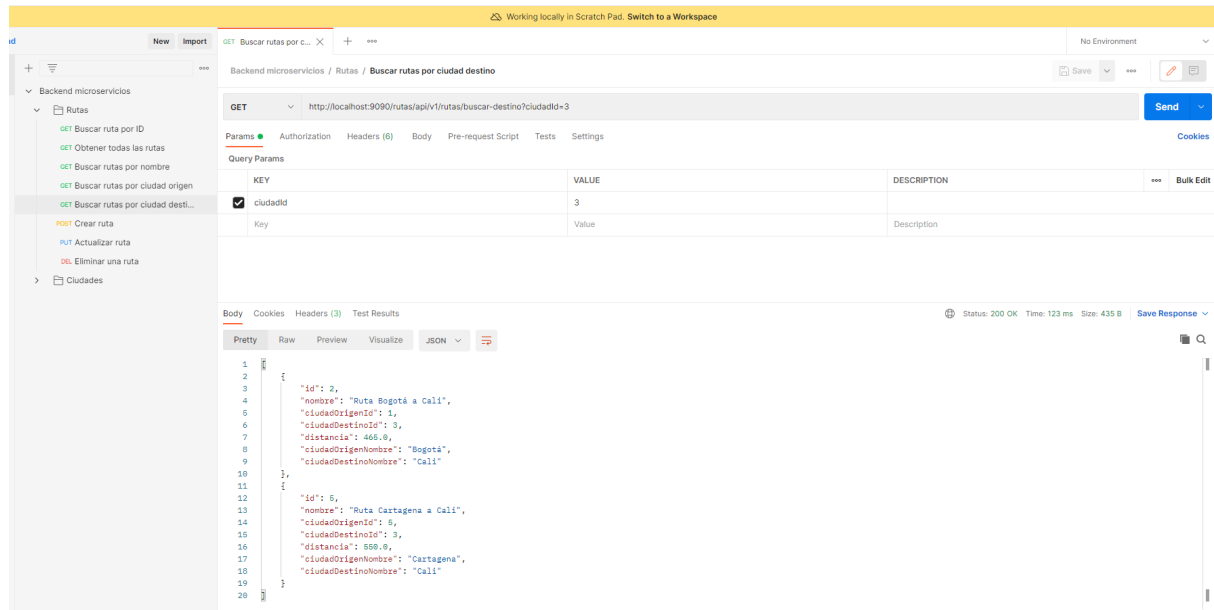 Working locally in Scratch Pad. Switch to a Workspace
New Import
GET Buscar rutas por c...
No Environment
Backend microservicios / Rutas / Buscar rutas por ciudad destino
Save
Backend microservicios
Rutas
GET Buscar ruta por ID
GET Obtener todas las rutas
GET Buscar rutas por nombre
GET Buscar rutas por ciudad origen
GET Buscar rutas por ciudad desti...
POST Crear ruta
PUT Actualizar ruta
DEL Eliminar una ruta
Ciudades
GET http://localhost:9090/rutas/api/v1/rutas/buscar-destino?ciudadId=3
Send
Params Authorization Headers (6) Body Pre-request Script Tests Settings
Cookies
Query Params
KEY VALUE DESCRIPTION Bulk Edit
ciudadId 3
Key Value Description
Body Cookies Headers (3) Test Results
Status: 200 OK Time: 123 ms Size: 435 B Save Response
Pretty Raw Preview Visualize JSON
1 [
2 {
3 "id": 2,
4 "nombre": "Ruta Bogotá a Cali",
5 "ciudadOrigenId": 1,
6 "ciudadDestinoId": 3,
7 "distancia": 465.0,
8 "ciudadOrigenNombre": "Bogotá",
9 "ciudadDestinoNombre": "Cali"
10 },
11 {
12 "id": 5,
13 "nombre": "Ruta Cartagena a Cali",
14 "ciudadOrigenId": 5,
15 "ciudadDestinoId": 3,
16 "distancia": 550.0,
17 "ciudadOrigenNombre": "Cartagena",
18 "ciudadDestinoNombre": "Cali"
19 }
20 ]